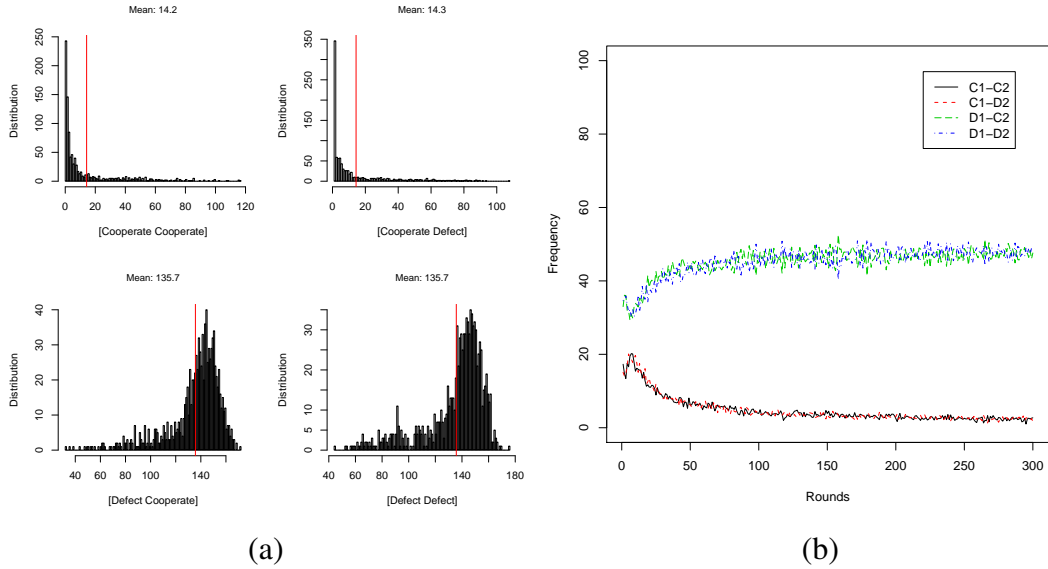 Mean: 14.2
Distribution
0 50 100 150 200 250
0 20 40 60 80 100 120
[Cooperate Cooperate]
Mean: 14.3
Distribution
0 50 100 150 200 250 300 350
0 20 40 60 80 100
[Cooperate Defect]
Mean: 135.7
Distribution
0 10 20 30 40
40 60 80 100 140
[Defect Cooperate]
Mean: 135.7
Distribution
0 5 10 15 20 25 30
40 60 80 100 140 180
[Defect Defect]
(a)
Frequency
0 20 40 60 80 100
C1−C2
C1−D2
D1−C2
D1−D2
0 50 100 150 200 250 300
Rounds
(b)